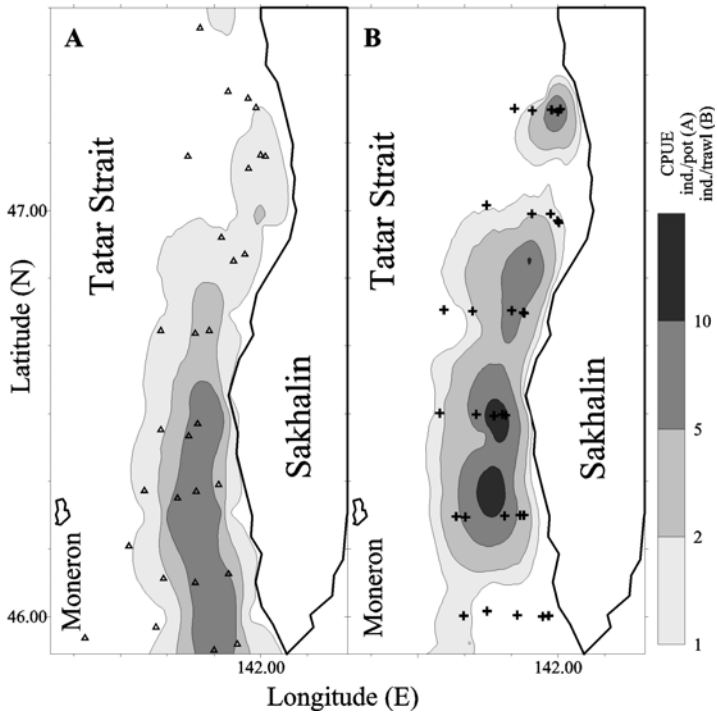 A
B
Tatar Strait
Tatar Strait
Sakhalin
Sakhalin
Moneron
Moneron
47.00
46.00
142.00
142.00
Latitude (N)
Longitude (E)
CPUE
ind./pot (A)
ind./trawl (B)
10
5
2
1